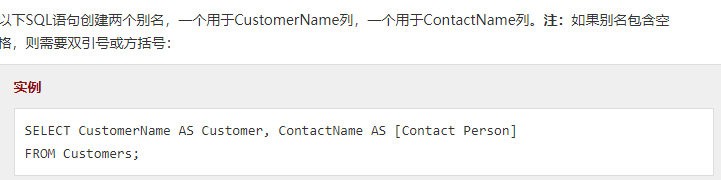 以下SQL语句创建两个别名，一个用于CustomerName列，一个用于ContactName列。注：如果别名包含空
格，则需要双引号或方括号：
实例
SELECT CustomerName AS Customer, ContactName AS [Contact Person]
FROM Customers;